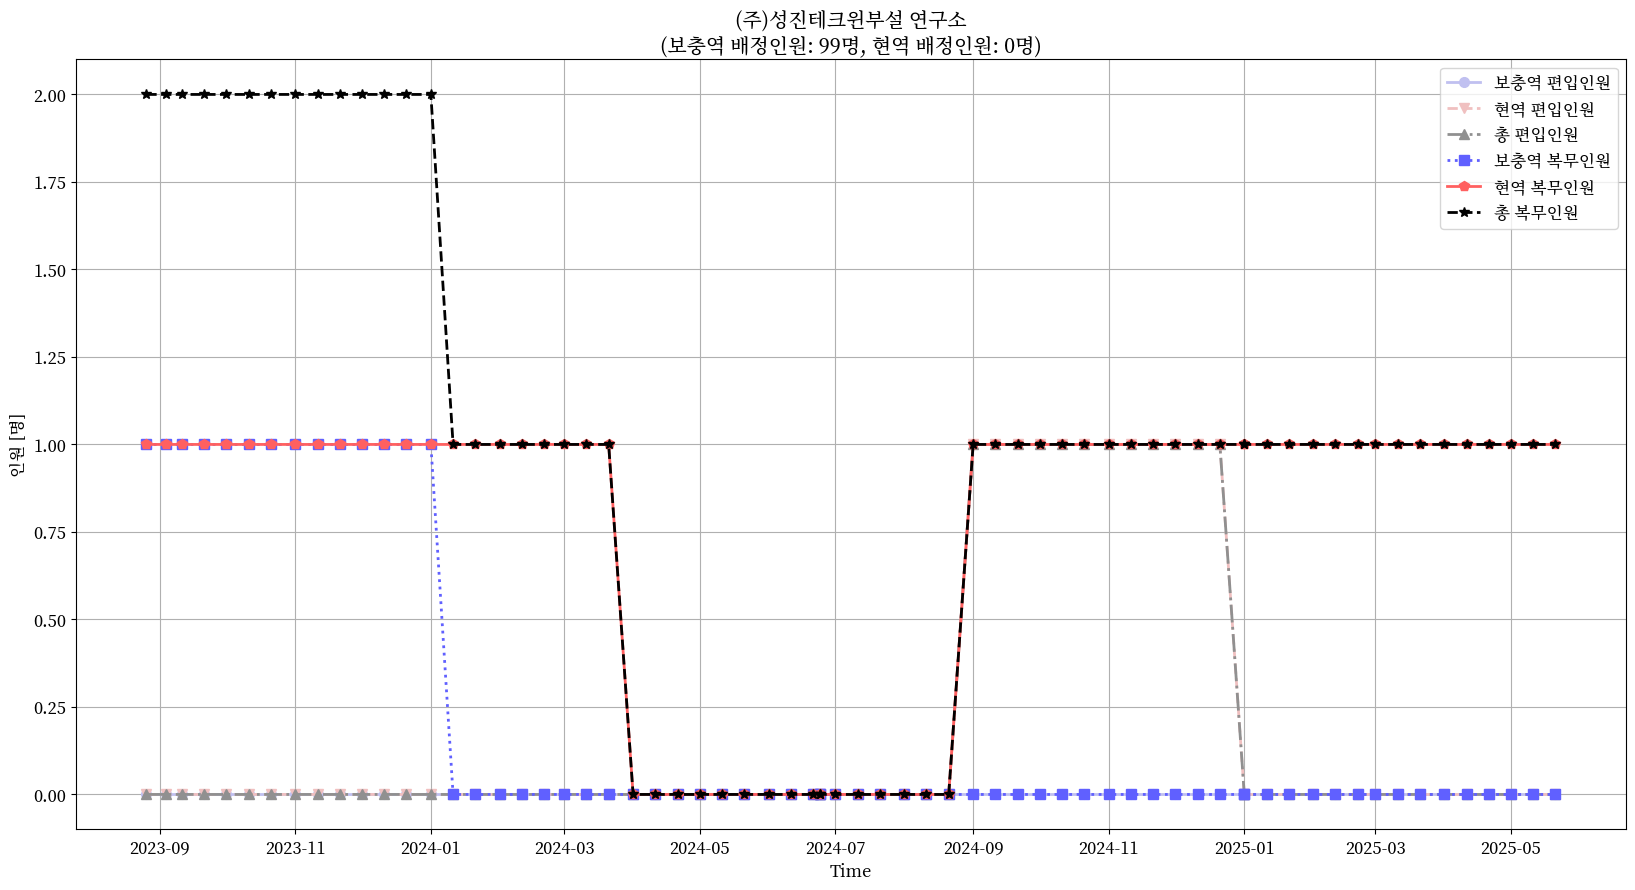 (주)성진테크윈부설 연구소
(보충역 배정인원: 99명, 현역 배정인원: 0명)
보충역 편입인원
현역 편입인원
총 편입인원
보충역 복무인원
현역 복무인원
총 복무인원
2.00
1.75
1.50
1.25
1.00
0.75
0.50
0.25
0.00
인원 [명]
2023-09 2023-11 2024-01 2024-03 2024-05 2024-07 2024-09 2024-11 2025-01 2025-03 2025-05
Time